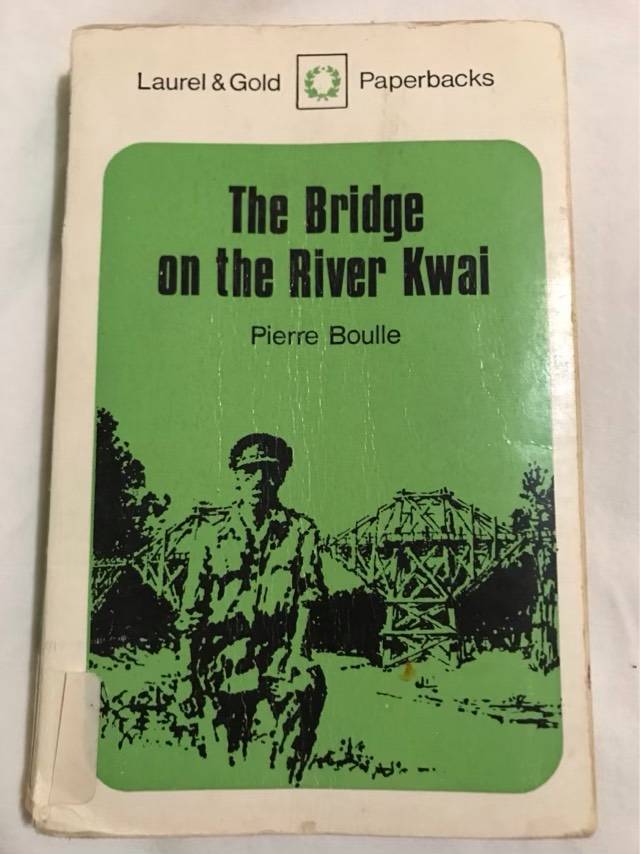 Laurel & Gold Paperbacks
The Bridge
on the River Kwai
Pierre Boulle